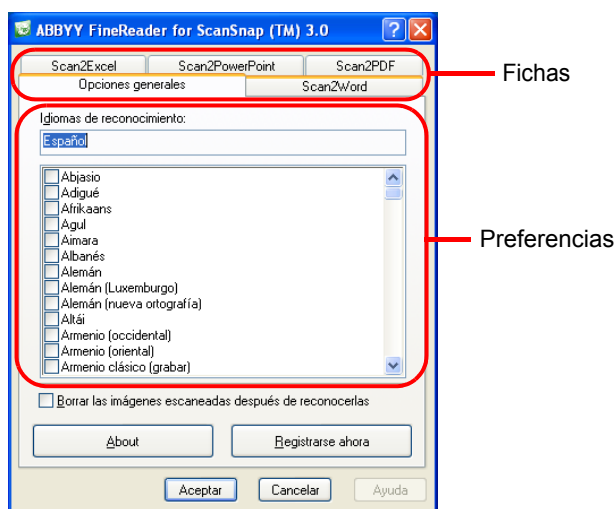 ABBYY FineReader for ScanSnap (TM) 3.0
Scan2Excel Scan2PowerPoint Scan2PDF
Opciones generales Scan2Word
Fichas
Idiomas de reconocimiento:
Español
Abjasio
Adigué
Afrikaans
Agul
Aimara
Albanés
Alemán
Alemán (Luxemburgo)
Alemán (nueva ortografía)
Altái
Armenio (occidental)
Armenio (oriental)
Armenio clásico (grabar)
Preferencias
Borrar las imágenes escaneadas después de reconocerlas
About Registrarse ahora
Aceptar Cancelar Ayuda